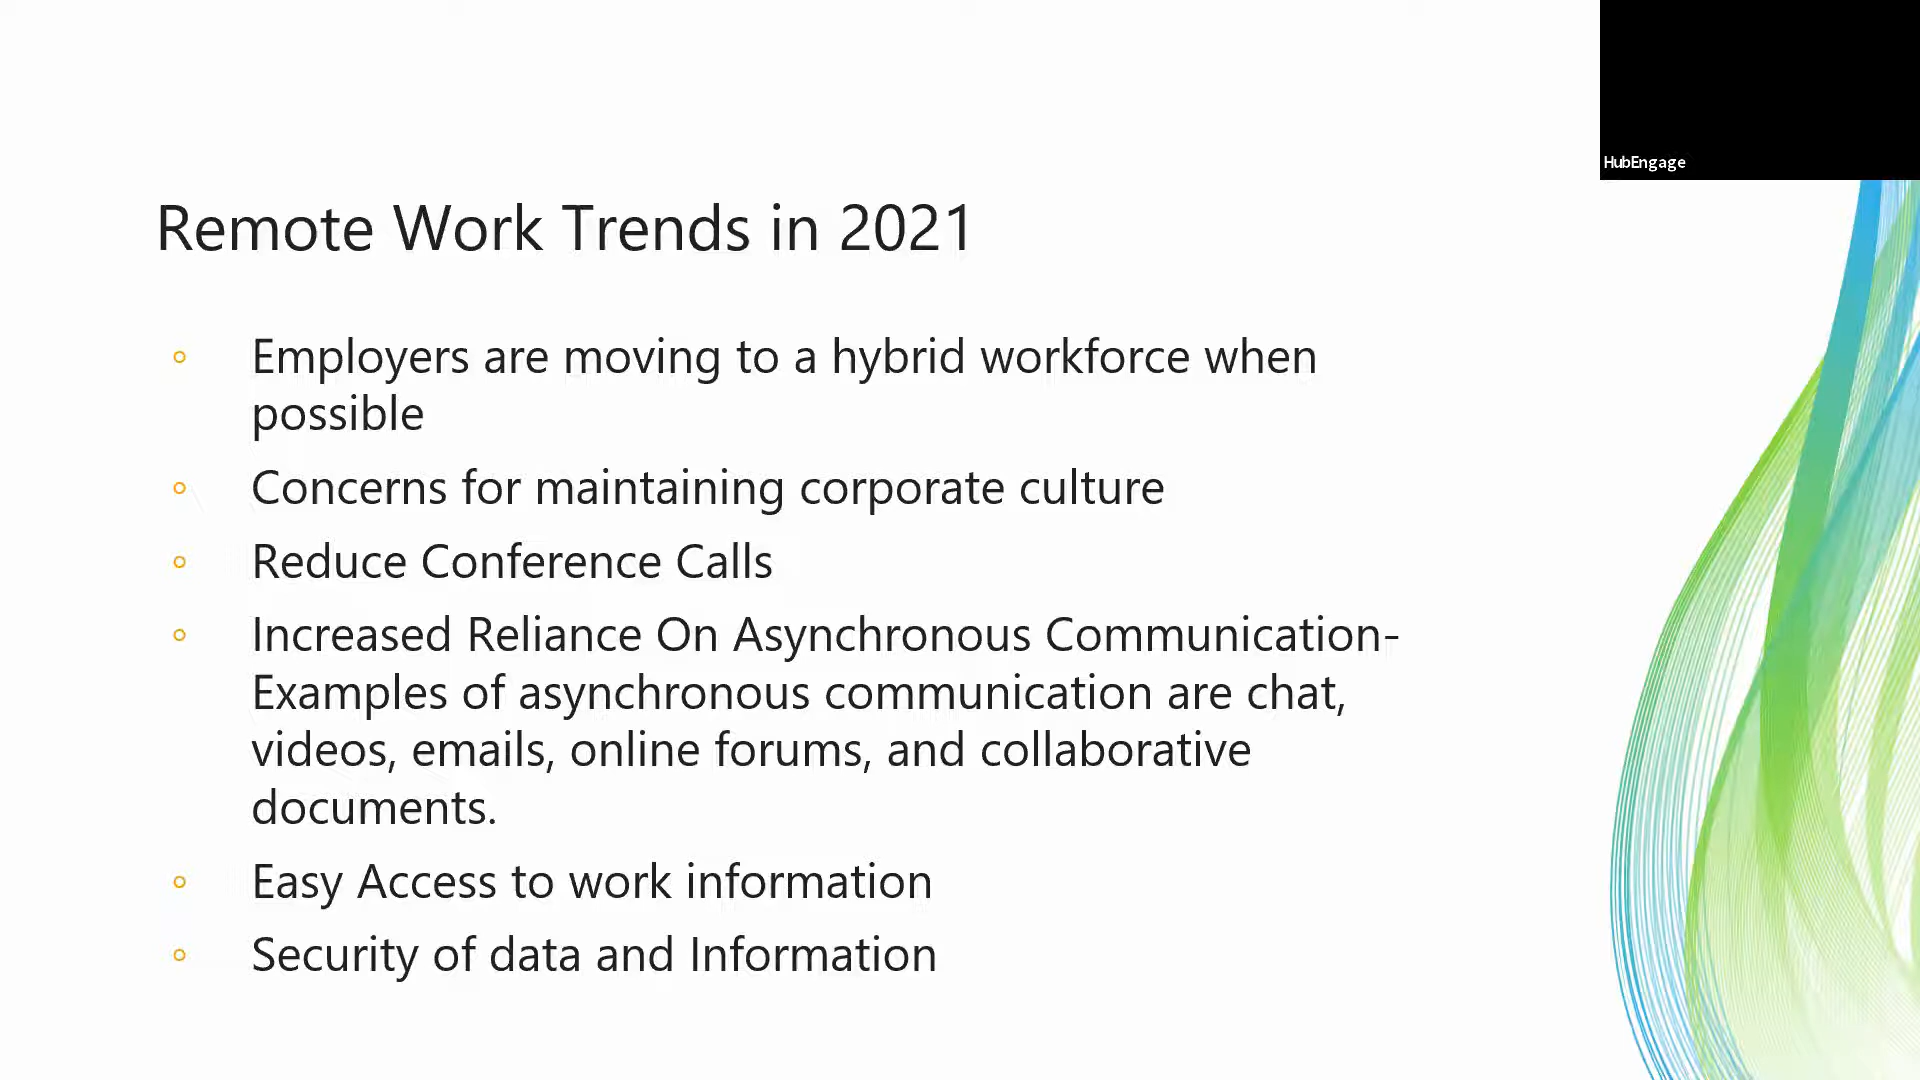 HubEngage
Remote Work Trends in 2021
Employers are moving to a hybrid workforce when
possible
Concerns for maintaining corporate culture
Reduce Conference Calls
Increased Reliance On Asynchronous Communication-
Examples of asynchronous communication are chat,
videos, emails, online forums, and collaborative
documents.
Easy Access to work information
Security of data and Information